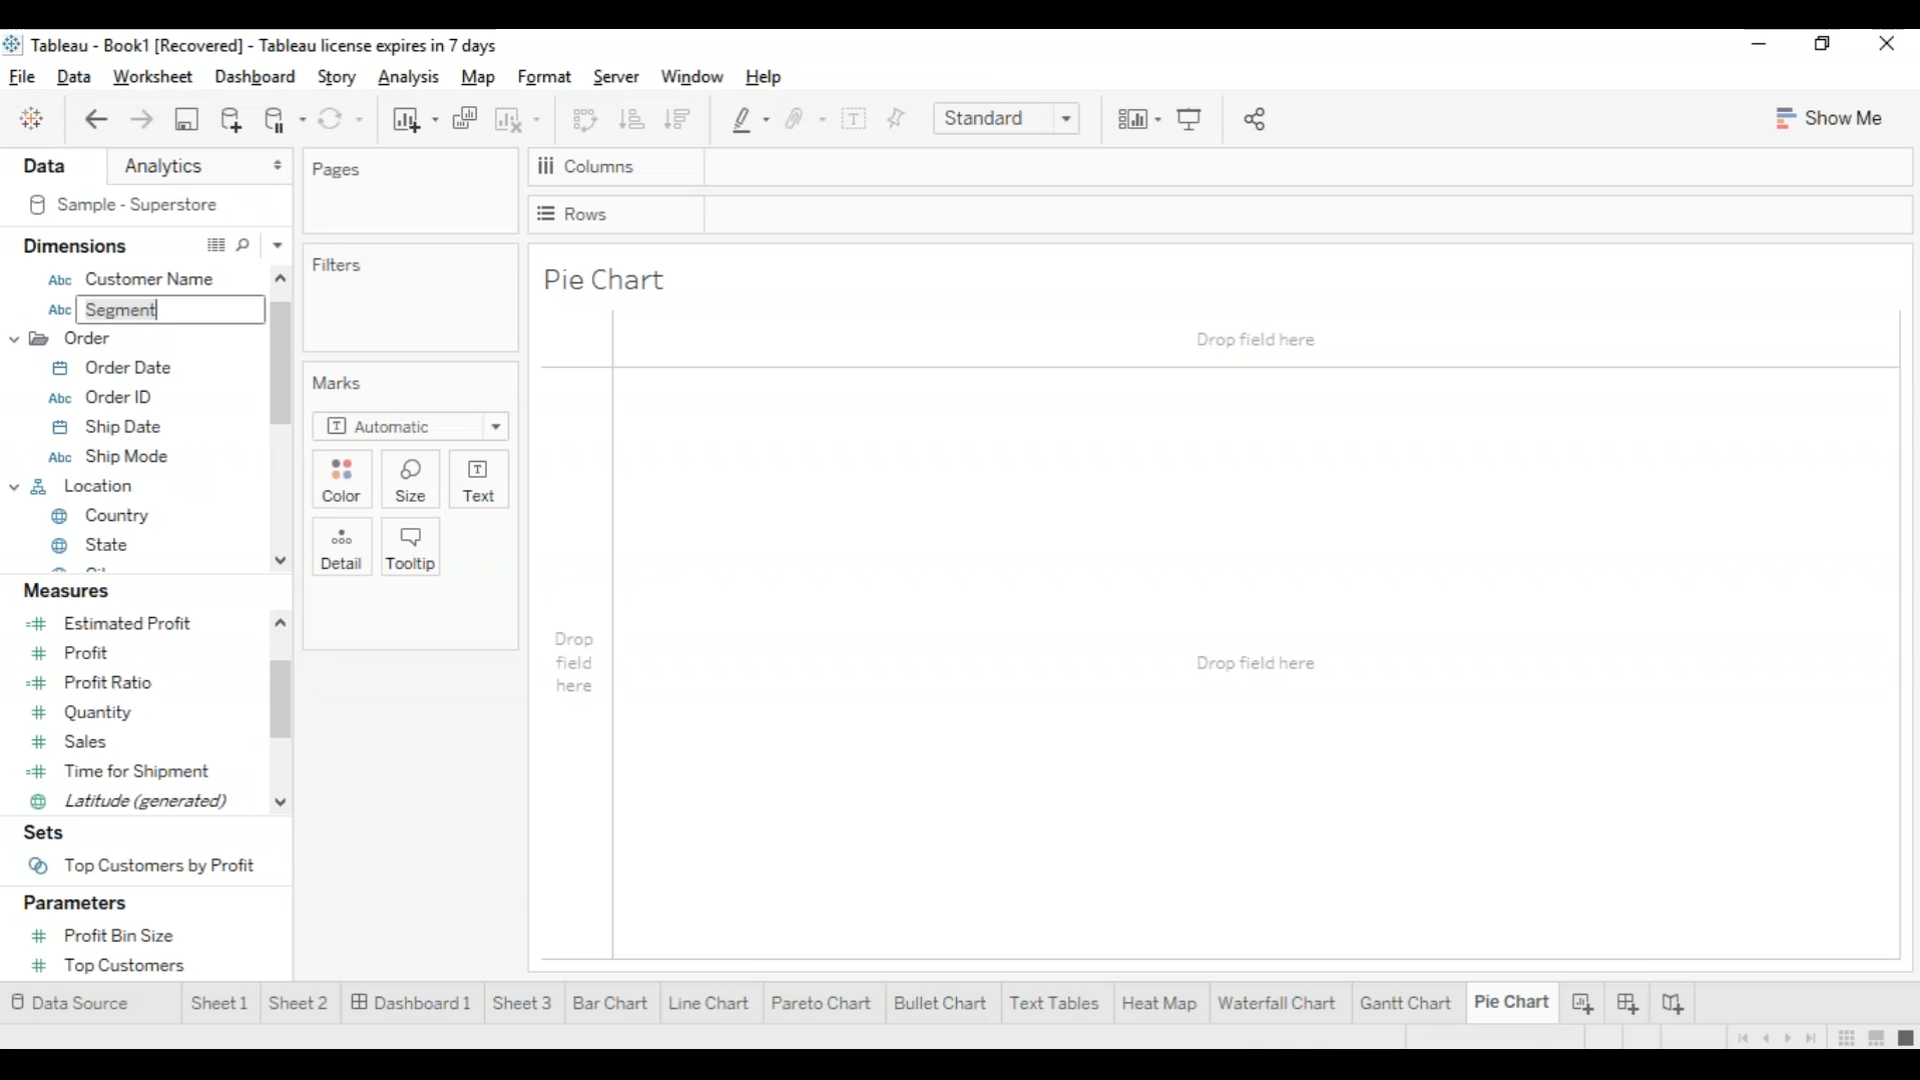 Tableau - Book1 [Recovered] - Tableau license expires in 7 days
File Data Worksheet Dashboard Story Analysis Map Format Server Window Help
Standard
Show Me
Data Analytics
Sample - Superstore
Dimensions
Abc Customer Name
Abc Segment
Order
Order Date
Abc Order ID
Ship Date
Abc Ship Mode
Location
Country
State
Measures
=# Estimated Profit
# Profit
=# Profit Ratio
# Quantity
# Sales
=# Time for Shipment
Latitude (generated)
Sets
Top Customers by Profit
Parameters
# Profit Bin Size
# Top Customers
Pages
Filters
Marks
T Automatic
Color Size T Text
Detail Tooltip
Columns
Rows
Pie Chart
Drop field here
Drop
field
here
Drop field here
Data Source Sheet 1 Sheet 2 Dashboard 1 Sheet 3 Bar Chart Line Chart Pareto Chart Bullet Chart Text Tables Heat Map Waterfall Chart Gantt Chart Pie Chart